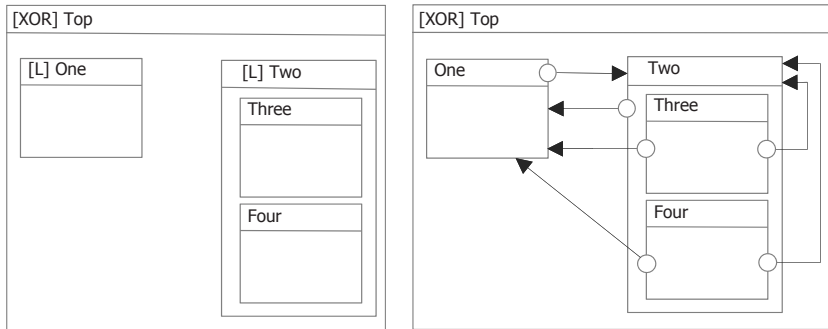 [XOR] Top
[L] One
[L] Two
Three
Four
[XOR] Top
One
Two
Three
Four